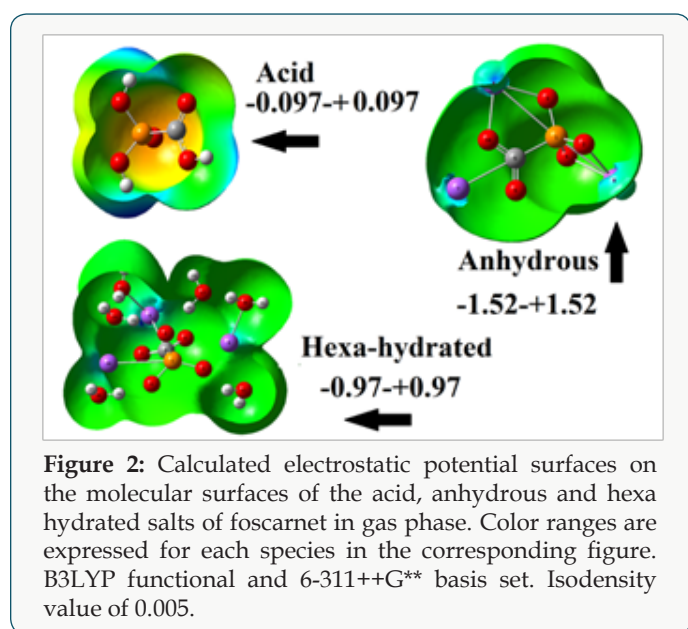 Acid
-0.097-+0.097
Anhydrous
-1.52-+1.52
Hexa-hydrated
-0.97-+0.97
Figure 2: Calculated electrostatic potential surfaces on
the molecular surfaces of the acid, anhydrous and hexa
hydrated salts of foscarnet in gas phase. Color ranges are
expressed for each species in the corresponding figure.
B3LYP functional and 6-311++G** basis set. Isodensity
value of 0.005.